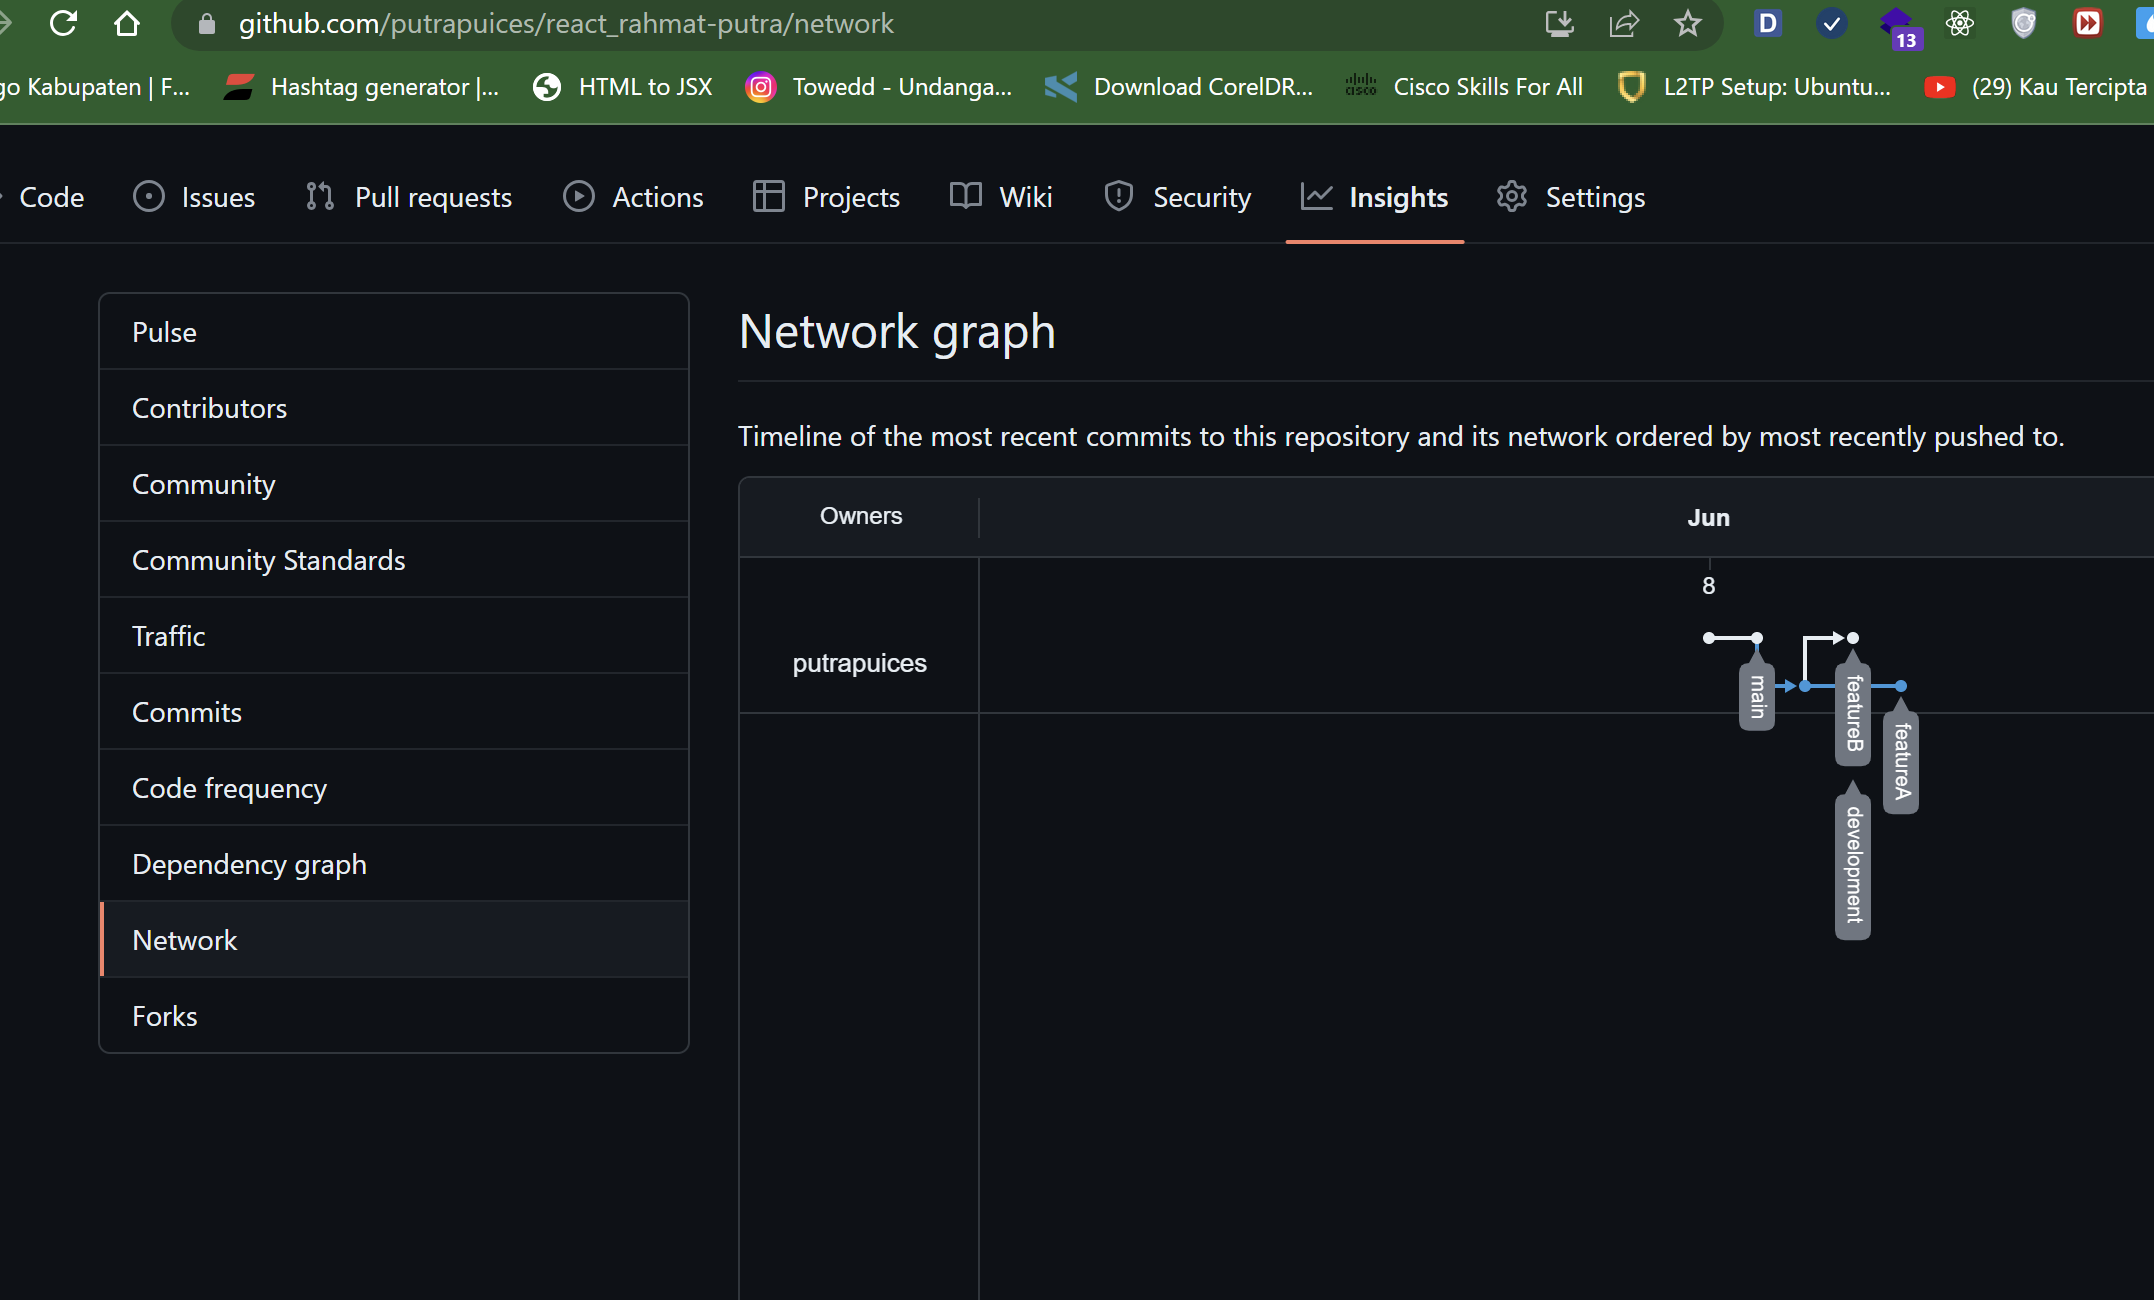 github.com/putrapuices/react_rahmat-putra/network
D
13
go Kabupaten | F...
Hashtag generator |...
HTML to JSX
Towedd - Undanga...
Download CorelDR...
cisco
Cisco Skills For All
L2TP Setup: Ubuntu...
(29) Kau Tercipta
Code
Issues
Pull requests
Actions
Projects
Wiki
Security
Insights
Settings
Pulse
Contributors
Community
Community Standards
Traffic
Commits
Code frequency
Dependency graph
Network
Forks
Network graph
Timeline of the most recent commits to this repository and its network ordered by most recently pushed to.
Owners
Jun
8
putrapuices
main
featureB
featureA
development